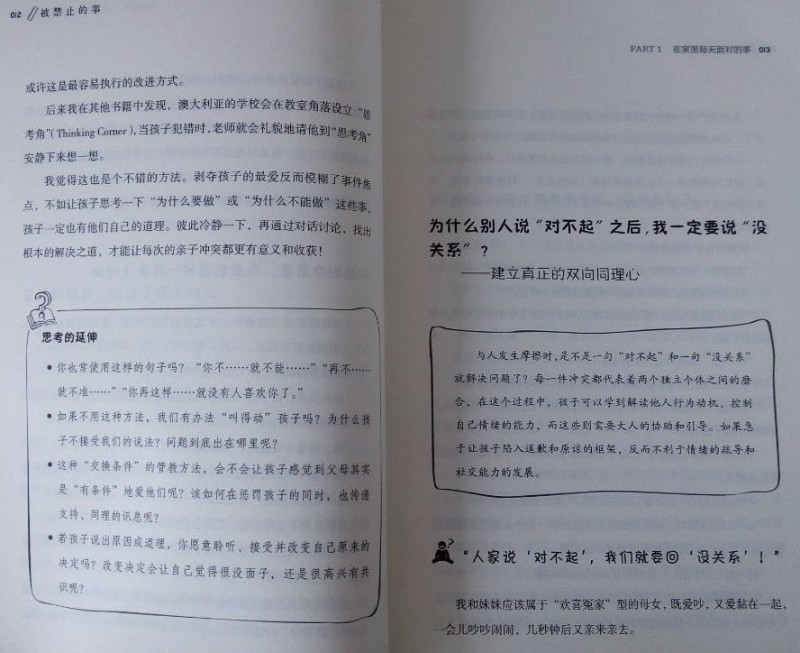 012 // 被禁止的事
或许这是最容易执行的改进方式。
后来我在其他书籍中发现，澳大利亚的学校会在教室角落设立“思
考角”(Thinking Corner),当孩子犯错时,老师就会礼貌地请他到“思考角”
安静下来想一想。
我觉得这也是个不错的方法。剥夺孩子的最爱反而模糊了事件焦
点，不如让孩子思考一下“为什么要做”或“为什么不能做”这些事,
孩子一定也有他们自己的道理。彼此冷静一下，再通过对话讨论，找出
根本的解决之道，才能让每次的亲子冲突都更有意义和收获！
思考的延伸
● 你也常使用这样的句子吗？“你不……就不能……”“再不……
就不准……”“你再这样……就没有人喜欢你了。”
● 如果不用这种方法，我们有办法“叫得动”孩子吗？为什么孩
子不接受我们的说法？问题到底出在哪里呢？
● 这种“交换条件”的管教方法，会不会让孩子感觉到父母其实
是“有条件”地爱他们呢？该如何在惩罚孩子的同时，也传递
支持、同理的讯息呢？
● 若孩子说出原因或道理，你愿意聆听、接受并改变自己原来的
决定吗？改变决定会让自己觉得很没面子，还是很高兴有共
识呢？
PART 1 在家里每天面对的事 013
为什么别人说“对不起”之后,我一定要说“没
关系”？
——建立真正的双向同理心
与人发生摩擦时,是不是一句“对不起”和一句“没关系”
就解决问题了？每一件冲突都代表着两个独立个体之间的磨
合，在这个过程中，孩子可以学到解读他人行为动机、控制
自己情绪的能力，而这些则需要大人的协助和引导。如果急
于让孩子陷入道歉和原谅的框架，反而不利于情绪的疏导和
社交能力的发展。
“人家说‘对不起’，我们就要回‘没关系’！”
我和妹妹应该属于“欢喜冤家”型的母女，既爱吵，又爱黏在一起，
一会儿吵吵闹闹，几秒钟后又亲来亲去。